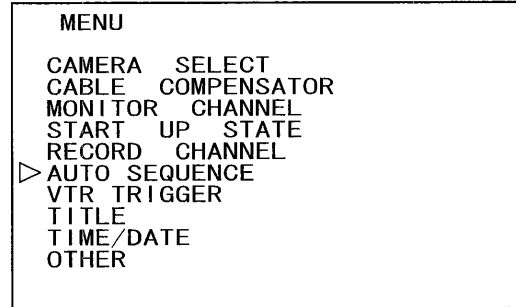 MENU
CAMERA SELECT
CABLE COMPENSATOR
MONITOR CHANNEL
START UP STATE
RECORD CHANNEL
▷AUTO SEQUENCE
VTR TRIGGER
TITLE
TIME/DATE
OTHER